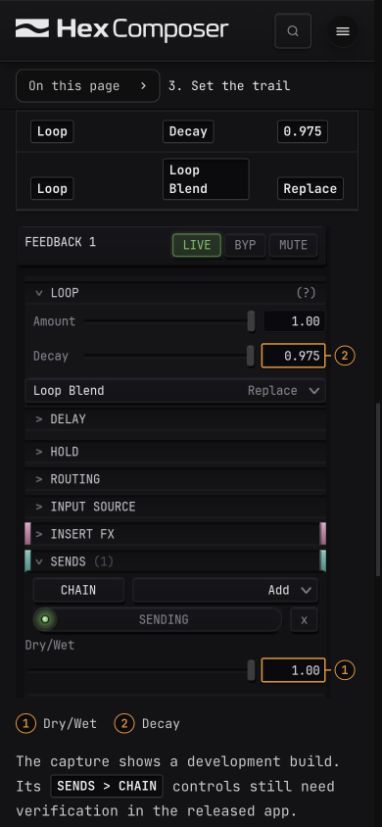 Hex Composer
On this page > 3. Set the trail
Loop Decay 0.975
Loop Loop Blend Replace
FEEDBACK 1 LIVE BYP MUTE
LOOP (?)
Amount 1.00
Decay 0.975 2
Loop Blend Replace
> DELAY
> HOLD
> ROUTING
> INPUT SOURCE
> INSERT FX
SENDS (1)
CHAIN Add
SENDING x
Dry/Wet
1.00 1
1 Dry/Wet 2 Decay
The capture shows a development build.
Its SENDS > CHAIN controls still need
verification in the released app.